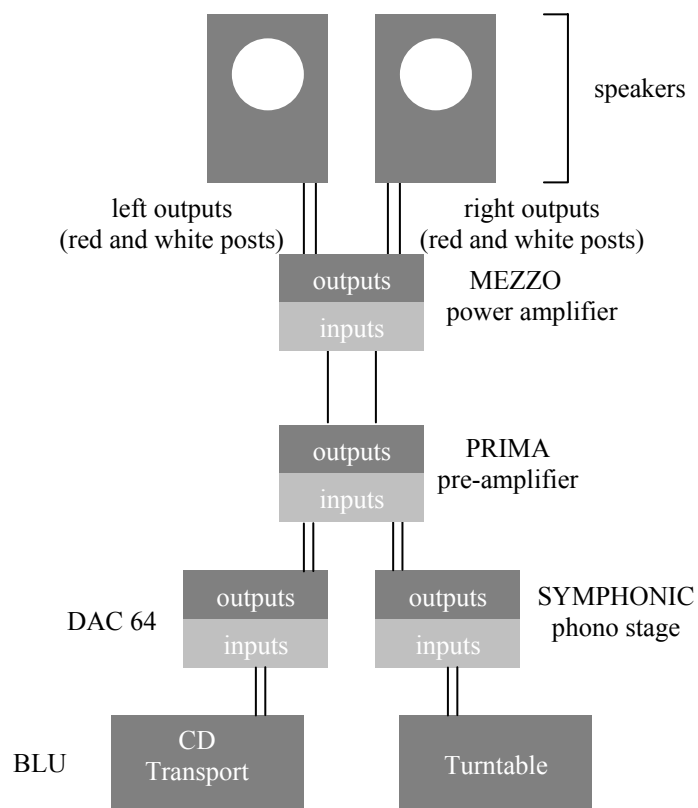 speakers
left outputs
(red and white posts)
right outputs
(red and white posts)
outputs
inputs
MEZZO
power amplifier
outputs
inputs
PRIMA
pre-amplifier
DAC 64
outputs
inputs
outputs
inputs
SYMPHONIC
phono stage
BLU
CD
Transport
Turntable